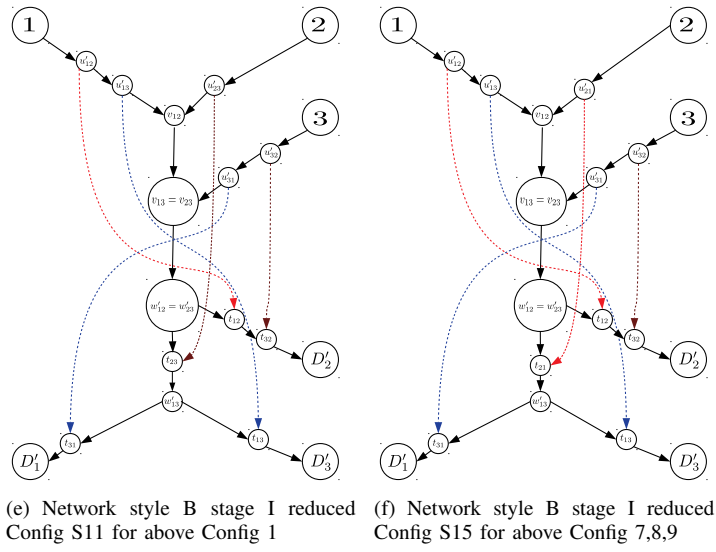 1
2
u′12
u′13
u′23
v12
3
u′32
u′31
v13 = v23
w′12 = w′23
t12
t32
t23
D′2
w′13
t31
t13
D′1
D′3
(e) Network style B stage I reduced
Config S11 for above Config 1
1
2
u′12
u′13
u′21
v12
3
u′32
u′31
v13 = v23
w′12 = w′23
t12
t32
t21
D′2
w′13
t31
t13
D′1
D′3
(f) Network style B stage I reduced
Config S15 for above Config 7,8,9